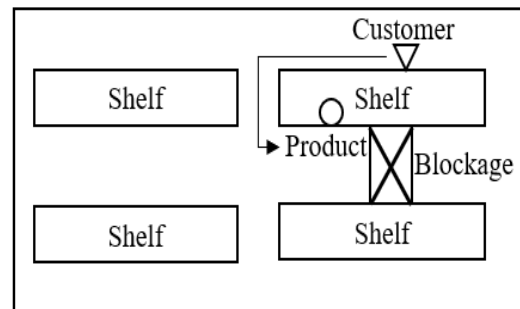 Customer
Shelf
Shelf
Product
Blockage
Shelf
Shelf